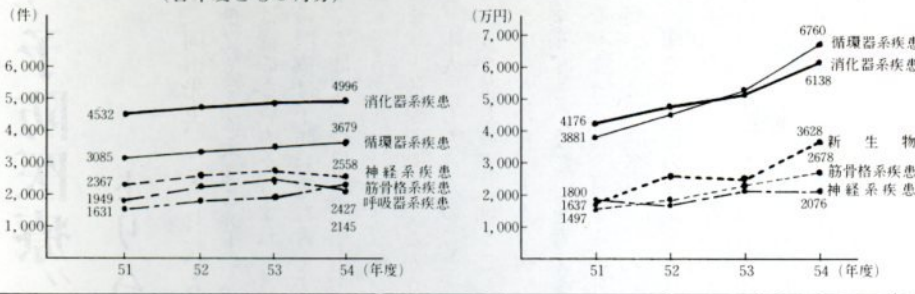 (件)
6,000
5,000
4,000
3,000
2,000
1,000
4532
3085
2367
1949
1631
4996
3679
2558
2427
2145
消化器系疾患
循環器系疾患
神経系疾患
筋骨格系疾患
呼吸器系疾患
51 52 53 54 (年度)
(万円)
7,000
6,000
5,000
4,000
3,000
2,000
1,000
4176
3881
1800
1637
1497
6760
6138
3628
2678
2076
循環器系疾患
消化器系疾患
新生物
筋骨格系疾患
神経系疾患
51 52 53 54 (年度)